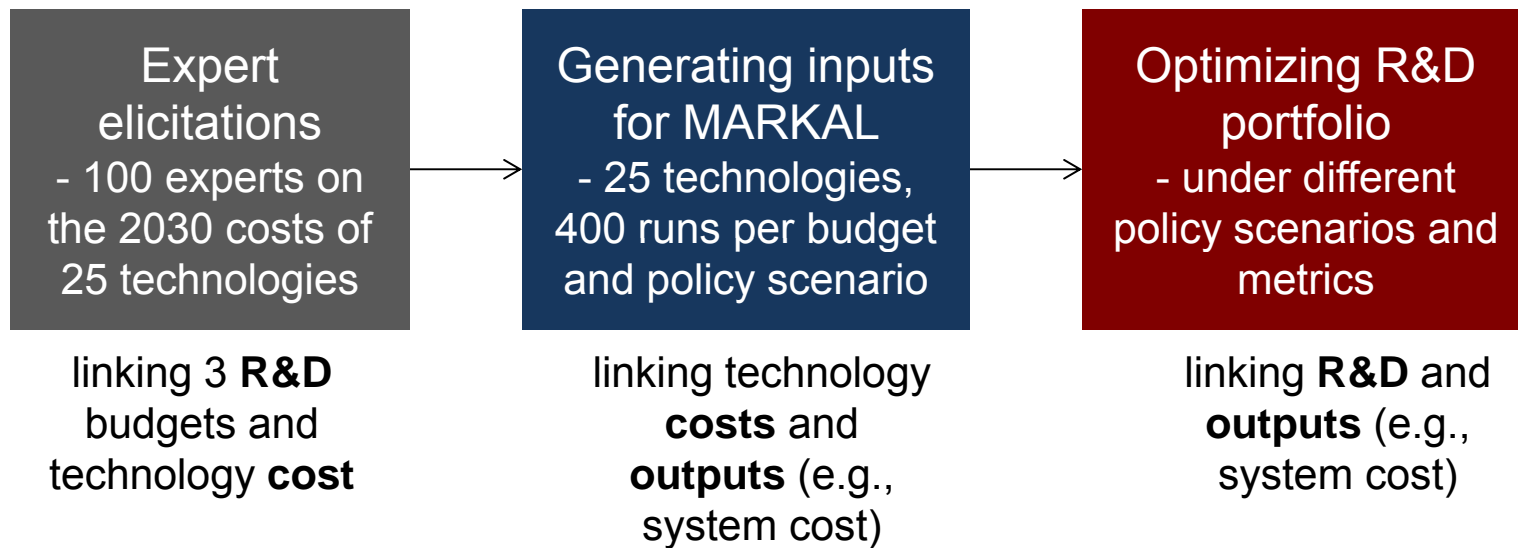 Expert
elicitations
- 100 experts on
the 2030 costs of
25 technologies
Generating inputs
for MARKAL
- 25 technologies,
400 runs per budget
and policy scenario
Optimizing R&D
portfolio
- under different
policy scenarios and
metrics
linking 3 R&D
budgets and
technology cost
linking technology
costs and
outputs (e.g.,
system cost)
linking R&D and
outputs (e.g.,
system cost)